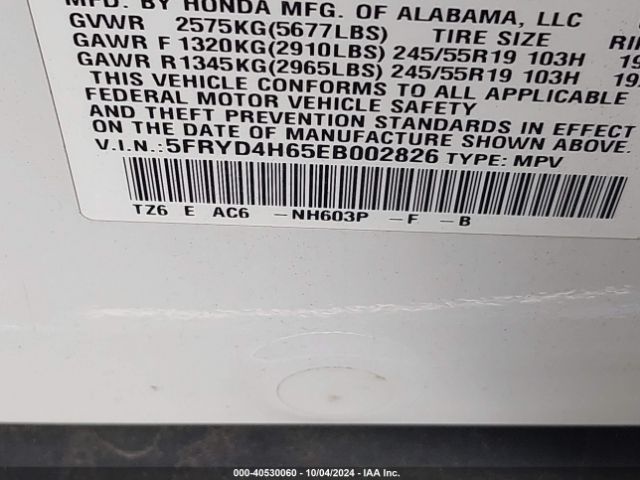 MFD. BY HONDA MFG. OF ALABAMA, LLC
GVWR 2575KG(5677LBS) TIRE SIZE
GAWR F 1320KG(2910LBS) 245/55R19 103H 19
GAWR R 1345KG(2965LBS) 245/55R19 103H 19
THIS VEHICLE CONFORMS TO ALL APPLICABLE
FEDERAL MOTOR VEHICLE SAFETY
AND THEFT PREVENTION STANDARDS IN EFFECT
ON THE DATE OF MANUFACTURE SHOWN ABOVE.
V.I.N.:5FRYD4H65EB002826 TYPE: MPV
TZ6 E AC6 -NH603P -F -B
000-40530060 - 10/04/2024 - IAA Inc.